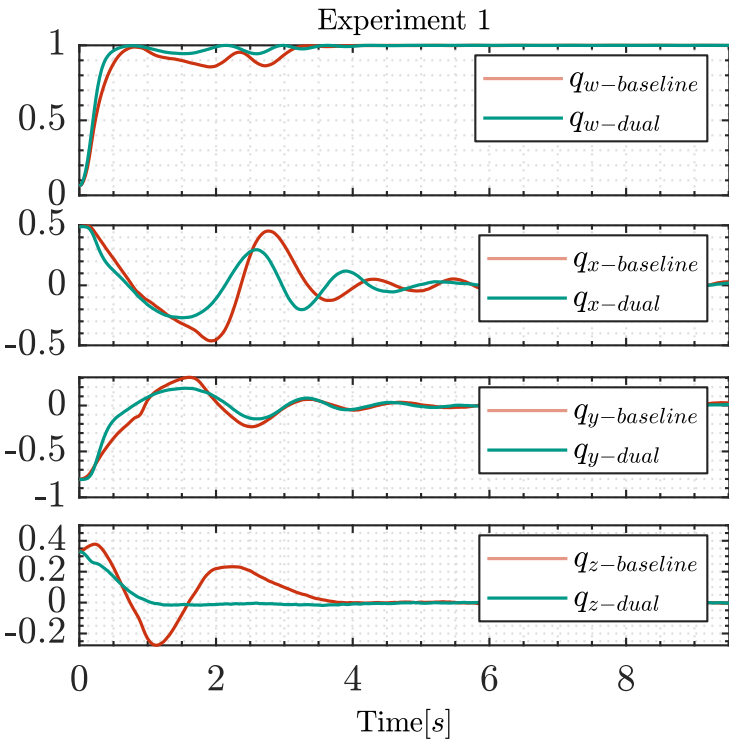 Experiment 1
1
0.5
0
q_{w-baseline}
q_{w-dual}
0.5
0
-0.5
q_{x-baseline}
q_{x-dual}
0
-0.5
-1
q_{y-baseline}
q_{y-dual}
0.4
0.2
0
-0.2
q_{z-baseline}
q_{z-dual}
0 2 4 6 8
Time[s]